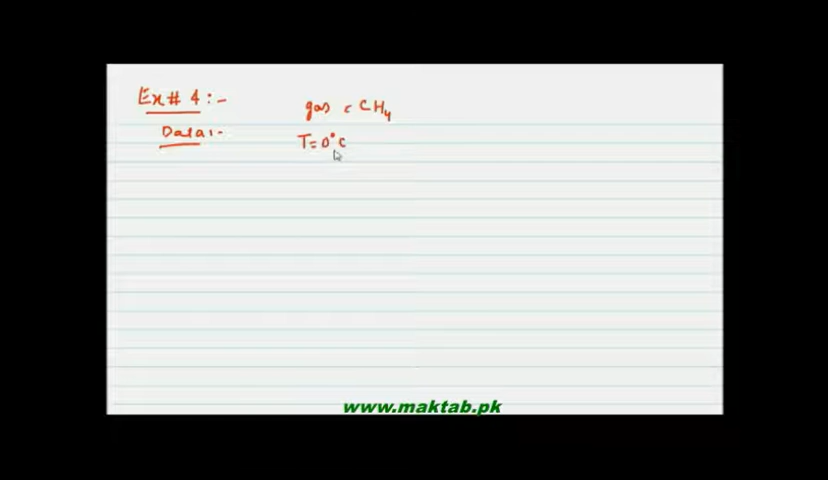 Ex# 4:-
gas = CH4
Data:-
T=0°C
www.maktab.pk